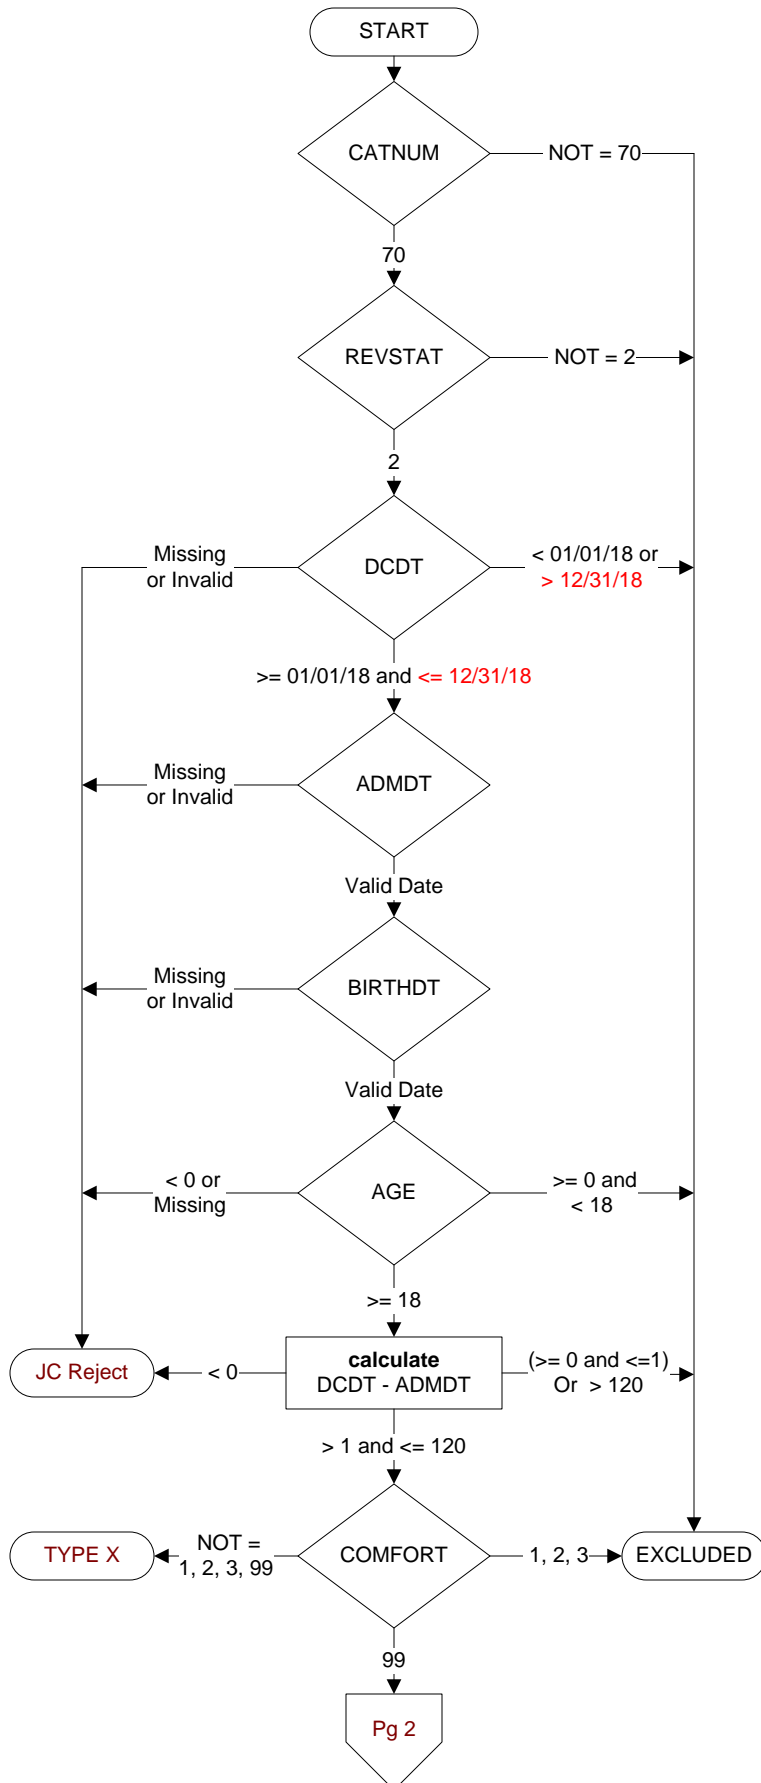 START
CATNUM
NOT = 70
70
REVSTAT
NOT = 2
2
Missing
or Invalid
DCDT
< 01/01/18 or
> 12/31/18
>= 01/01/18 and <= 12/31/18
Missing
or Invalid
ADMDT
Valid Date
Missing
or Invalid
BIRTHDT
Valid Date
< 0 or
Missing
AGE
>= 0 and
< 18
>= 18
JC Reject
< 0
calculate
DCDT - ADMDT
(>= 0 and <=1)
Or > 120
> 1 and <= 120
TYPE X
NOT =
1, 2, 3, 99
COMFORT
1, 2, 3
EXCLUDED
99
Pg 2